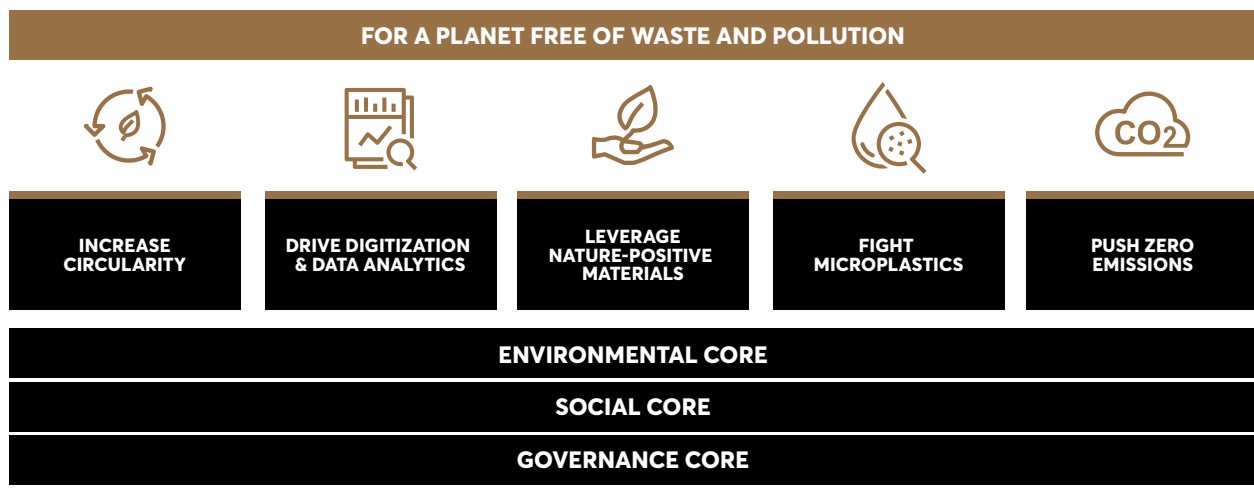 FOR A PLANET FREE OF WASTE AND POLLUTION
CO2
INCREASE
CIRCULARITY
DRIVE DIGITIZATION
& DATA ANALYTICS
LEVERAGE
NATURE-POSITIVE
MATERIALS
FIGHT
MICROPLASTICS
PUSH ZERO
EMISSIONS
ENVIRONMENTAL CORE
SOCIAL CORE
GOVERNANCE CORE